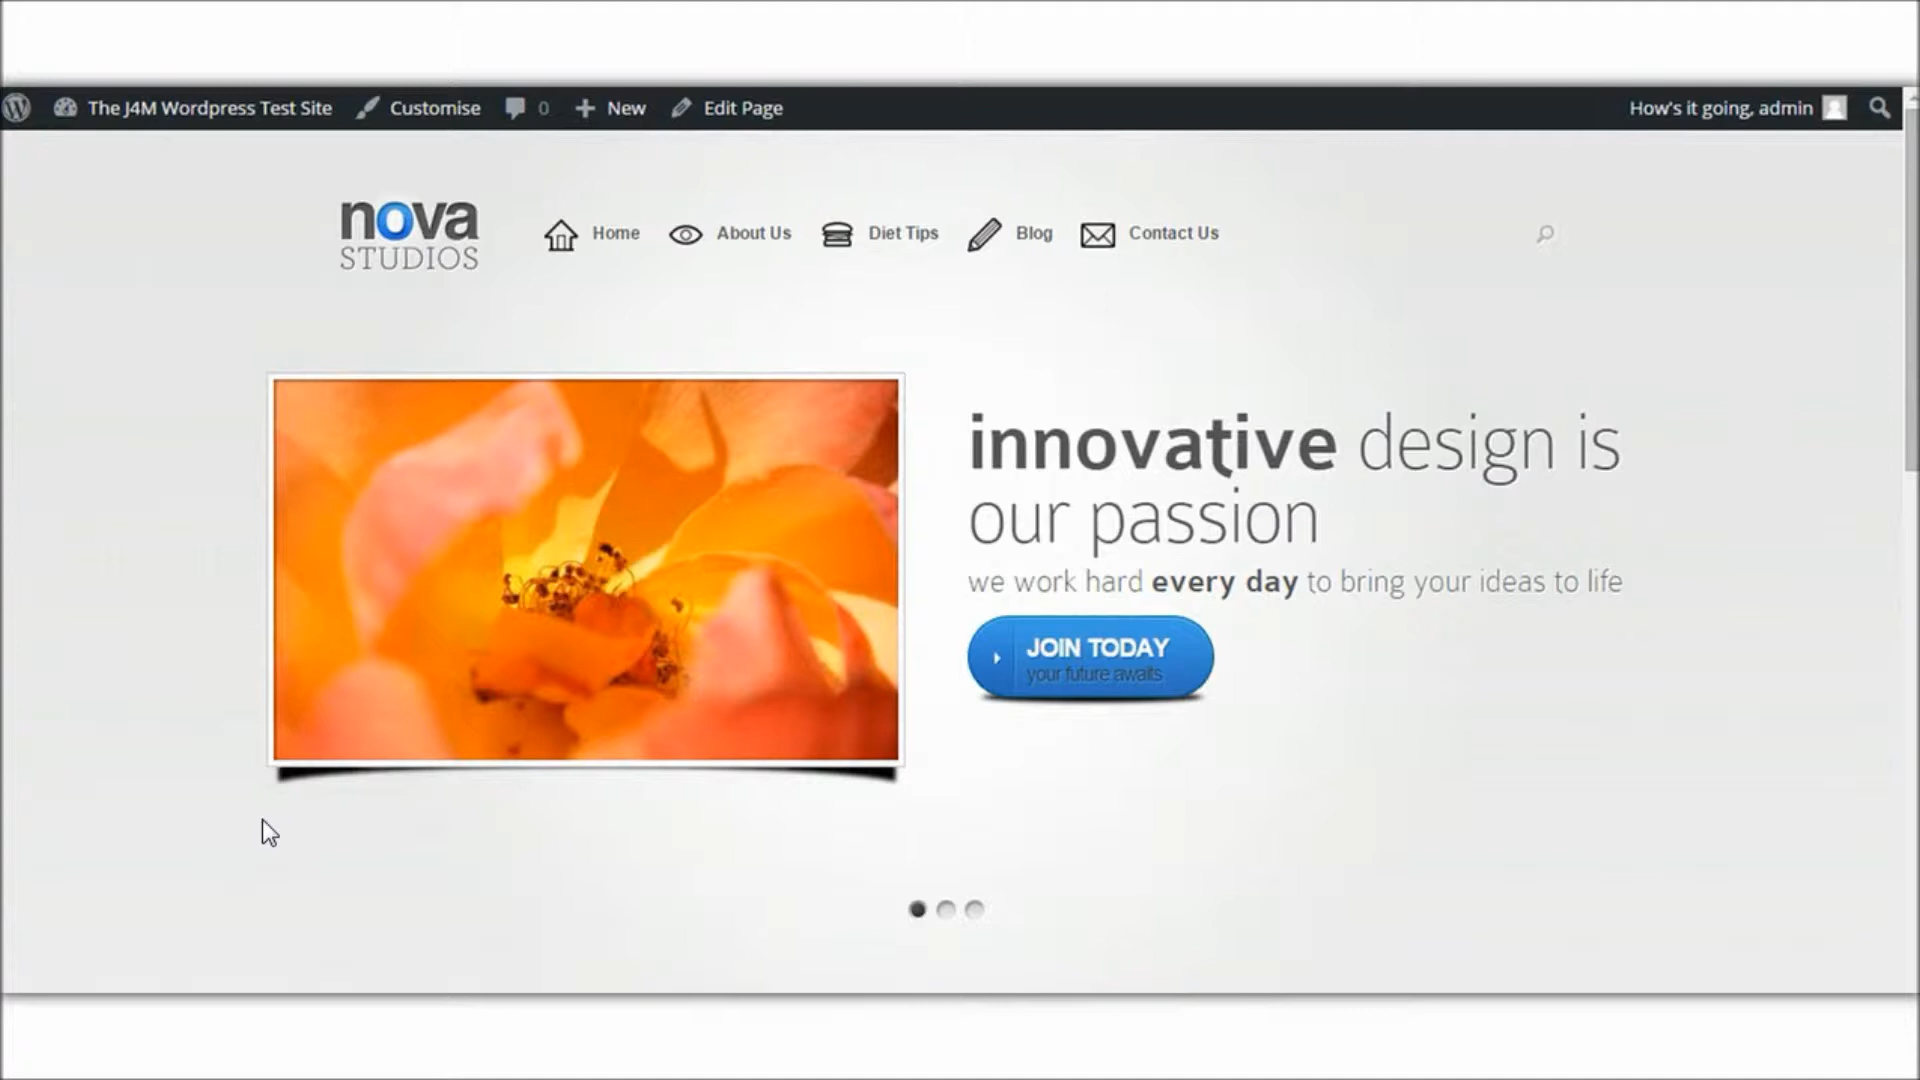 The J4M Wordpress Test Site Customise 0 New Edit Page How's it going, admin
nova
STUDIOS
Home About Us Diet Tips Blog Contact Us
innovative design is
our passion
we work hard every day to bring your ideas to life
JOIN TODAY
your future awaits